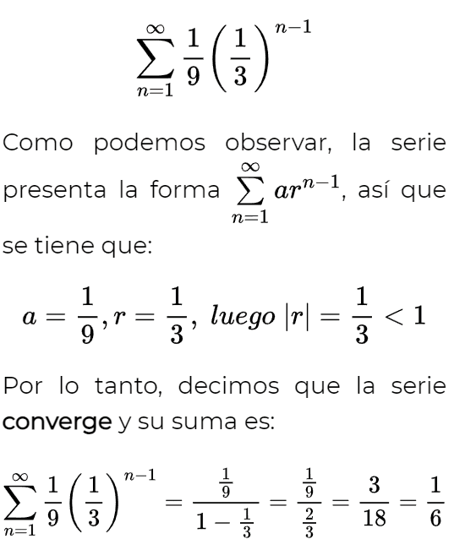 \sum_{n=1}^{\infty} \frac{1}{9} \left( \frac{1}{3} \right)^{n-1}
Como podemos observar, la serie
presenta la forma \sum_{n=1}^{\infty} ar^{n-1}, así que
se tiene que:
a = \frac{1}{9}, r = \frac{1}{3}, luego |r| = \frac{1}{3} < 1
Por lo tanto, decimos que la serie
converge y su suma es:
\sum_{n=1}^{\infty} \frac{1}{9} \left( \frac{1}{3} \right)^{n-1} = \frac{\frac{1}{9}}{1 - \frac{1}{3}} = \frac{\frac{1}{9}}{\frac{2}{3}} = \frac{3}{18} = \frac{1}{6}